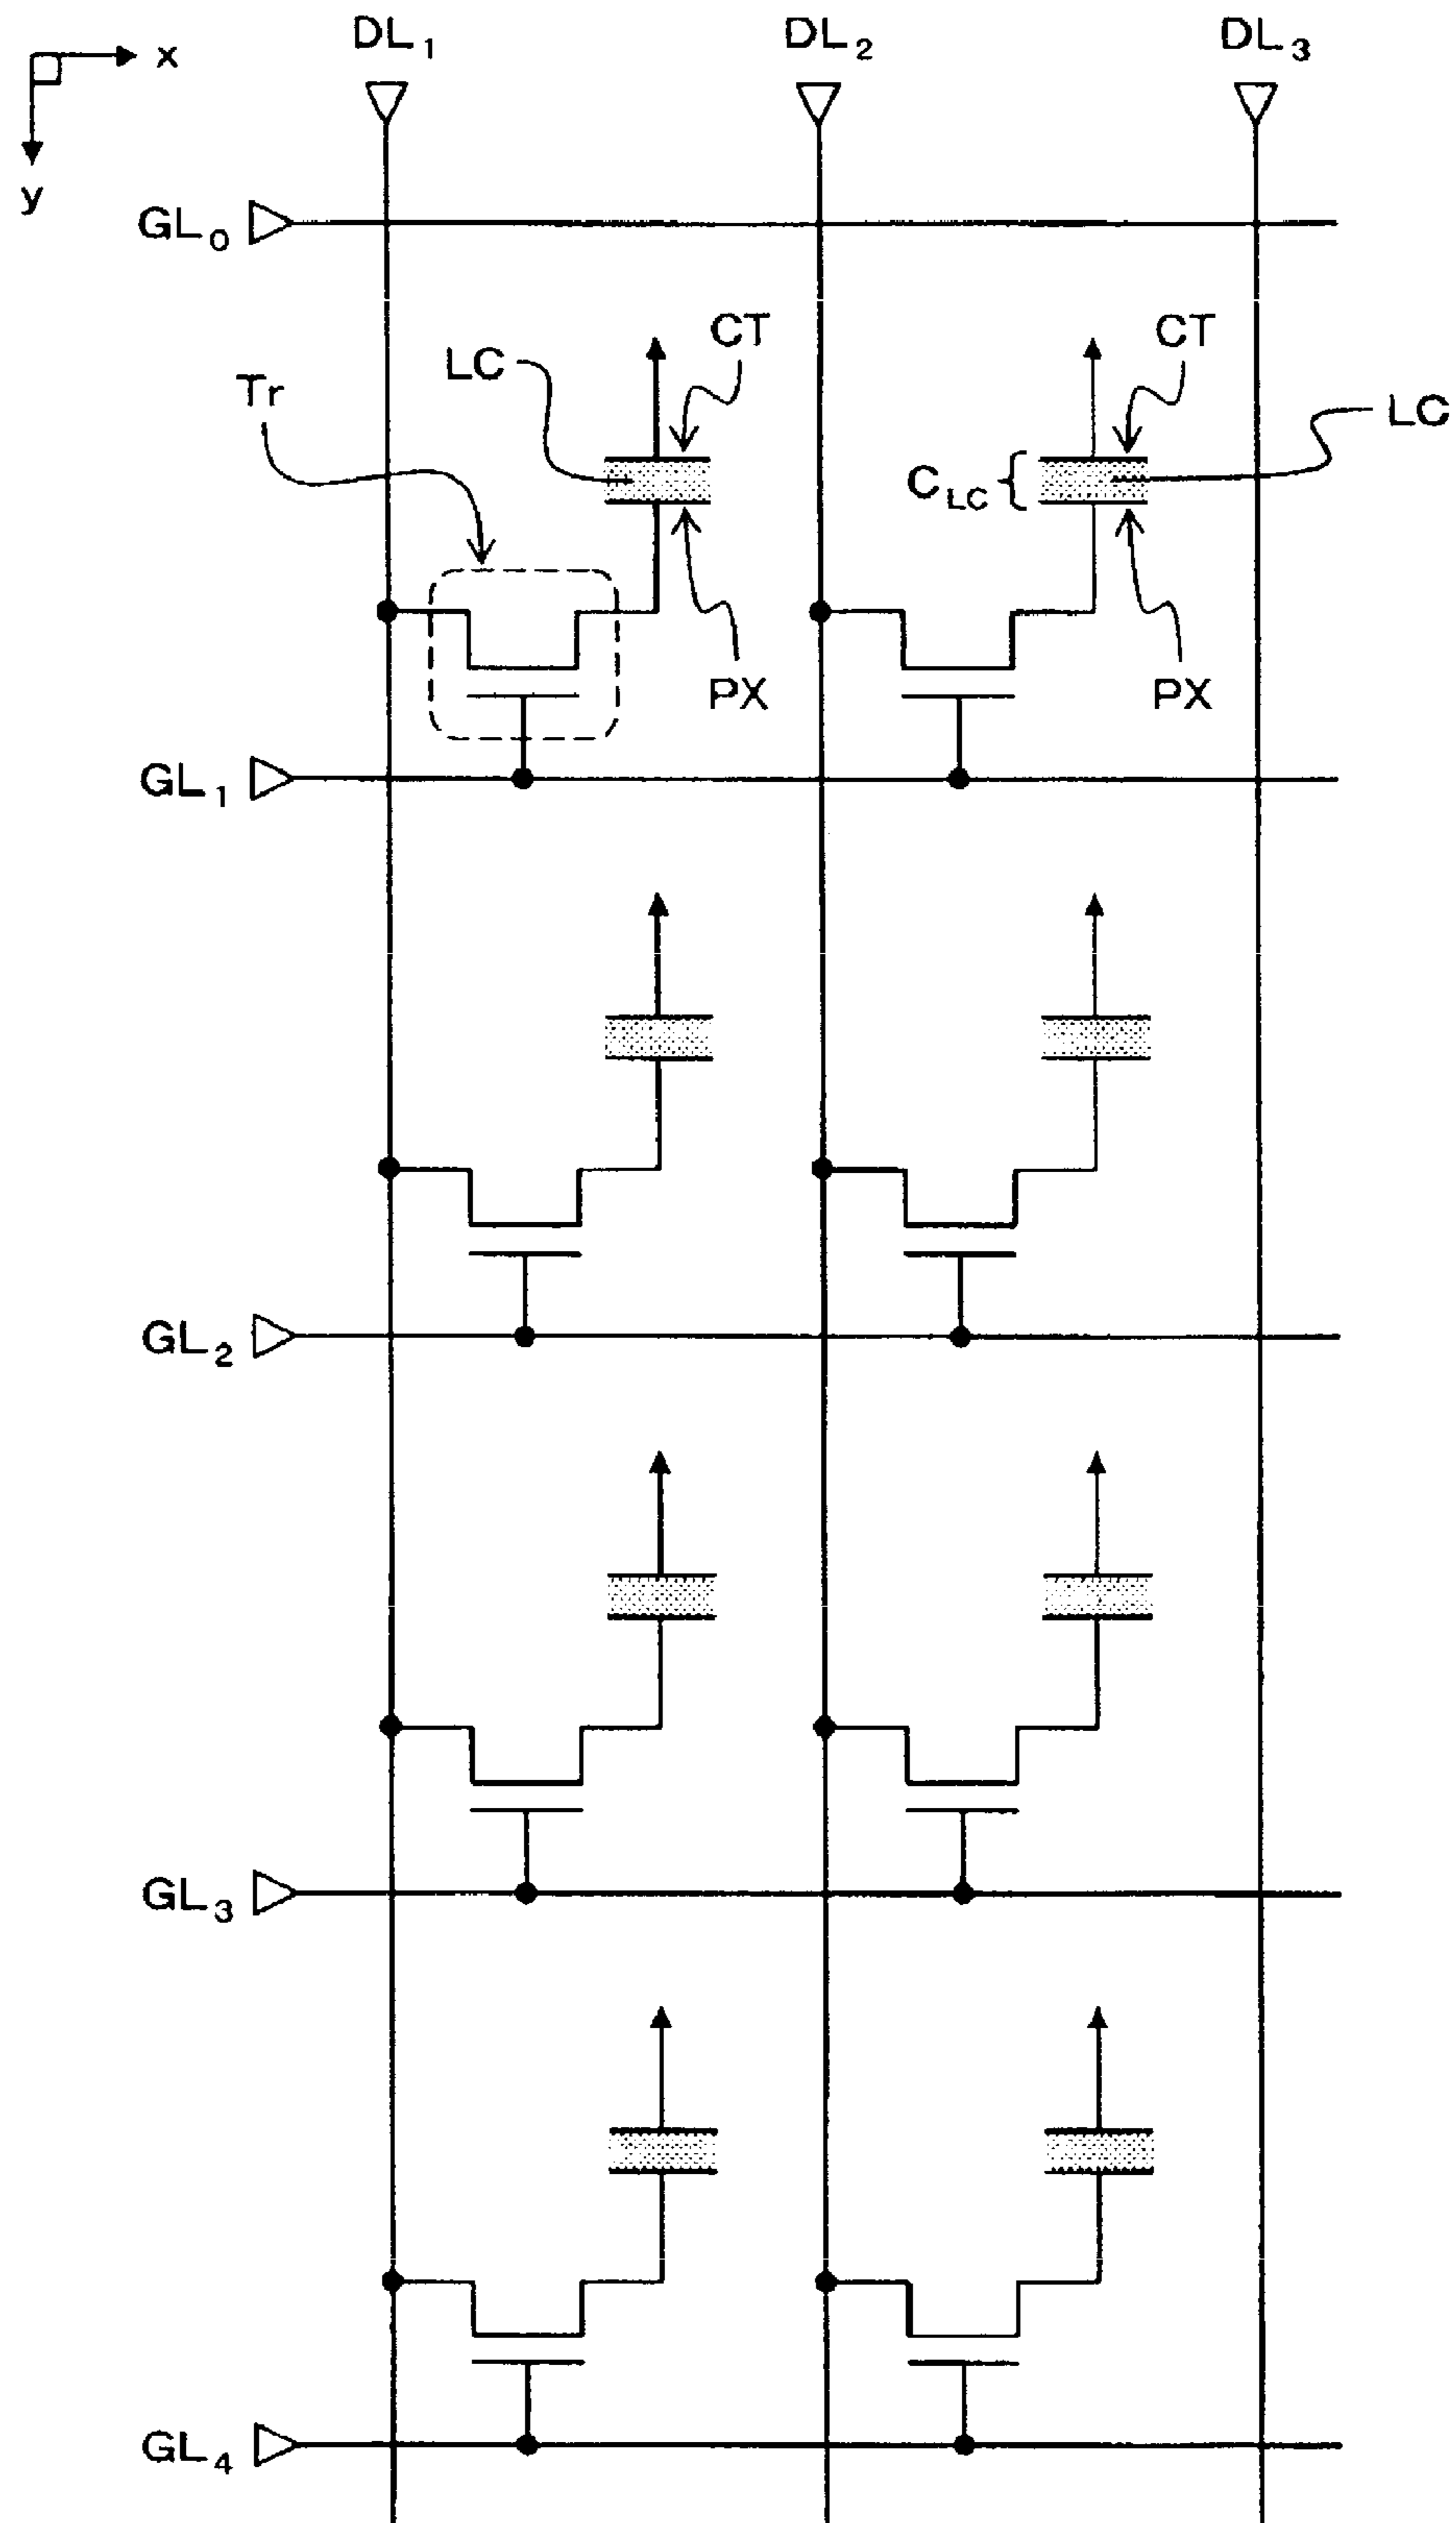 DL1 DL2 DL3
x
y
GL0
CT CT
LC LC
Tr
CLC
PX PX
GL1
GL2
GL3
GL4